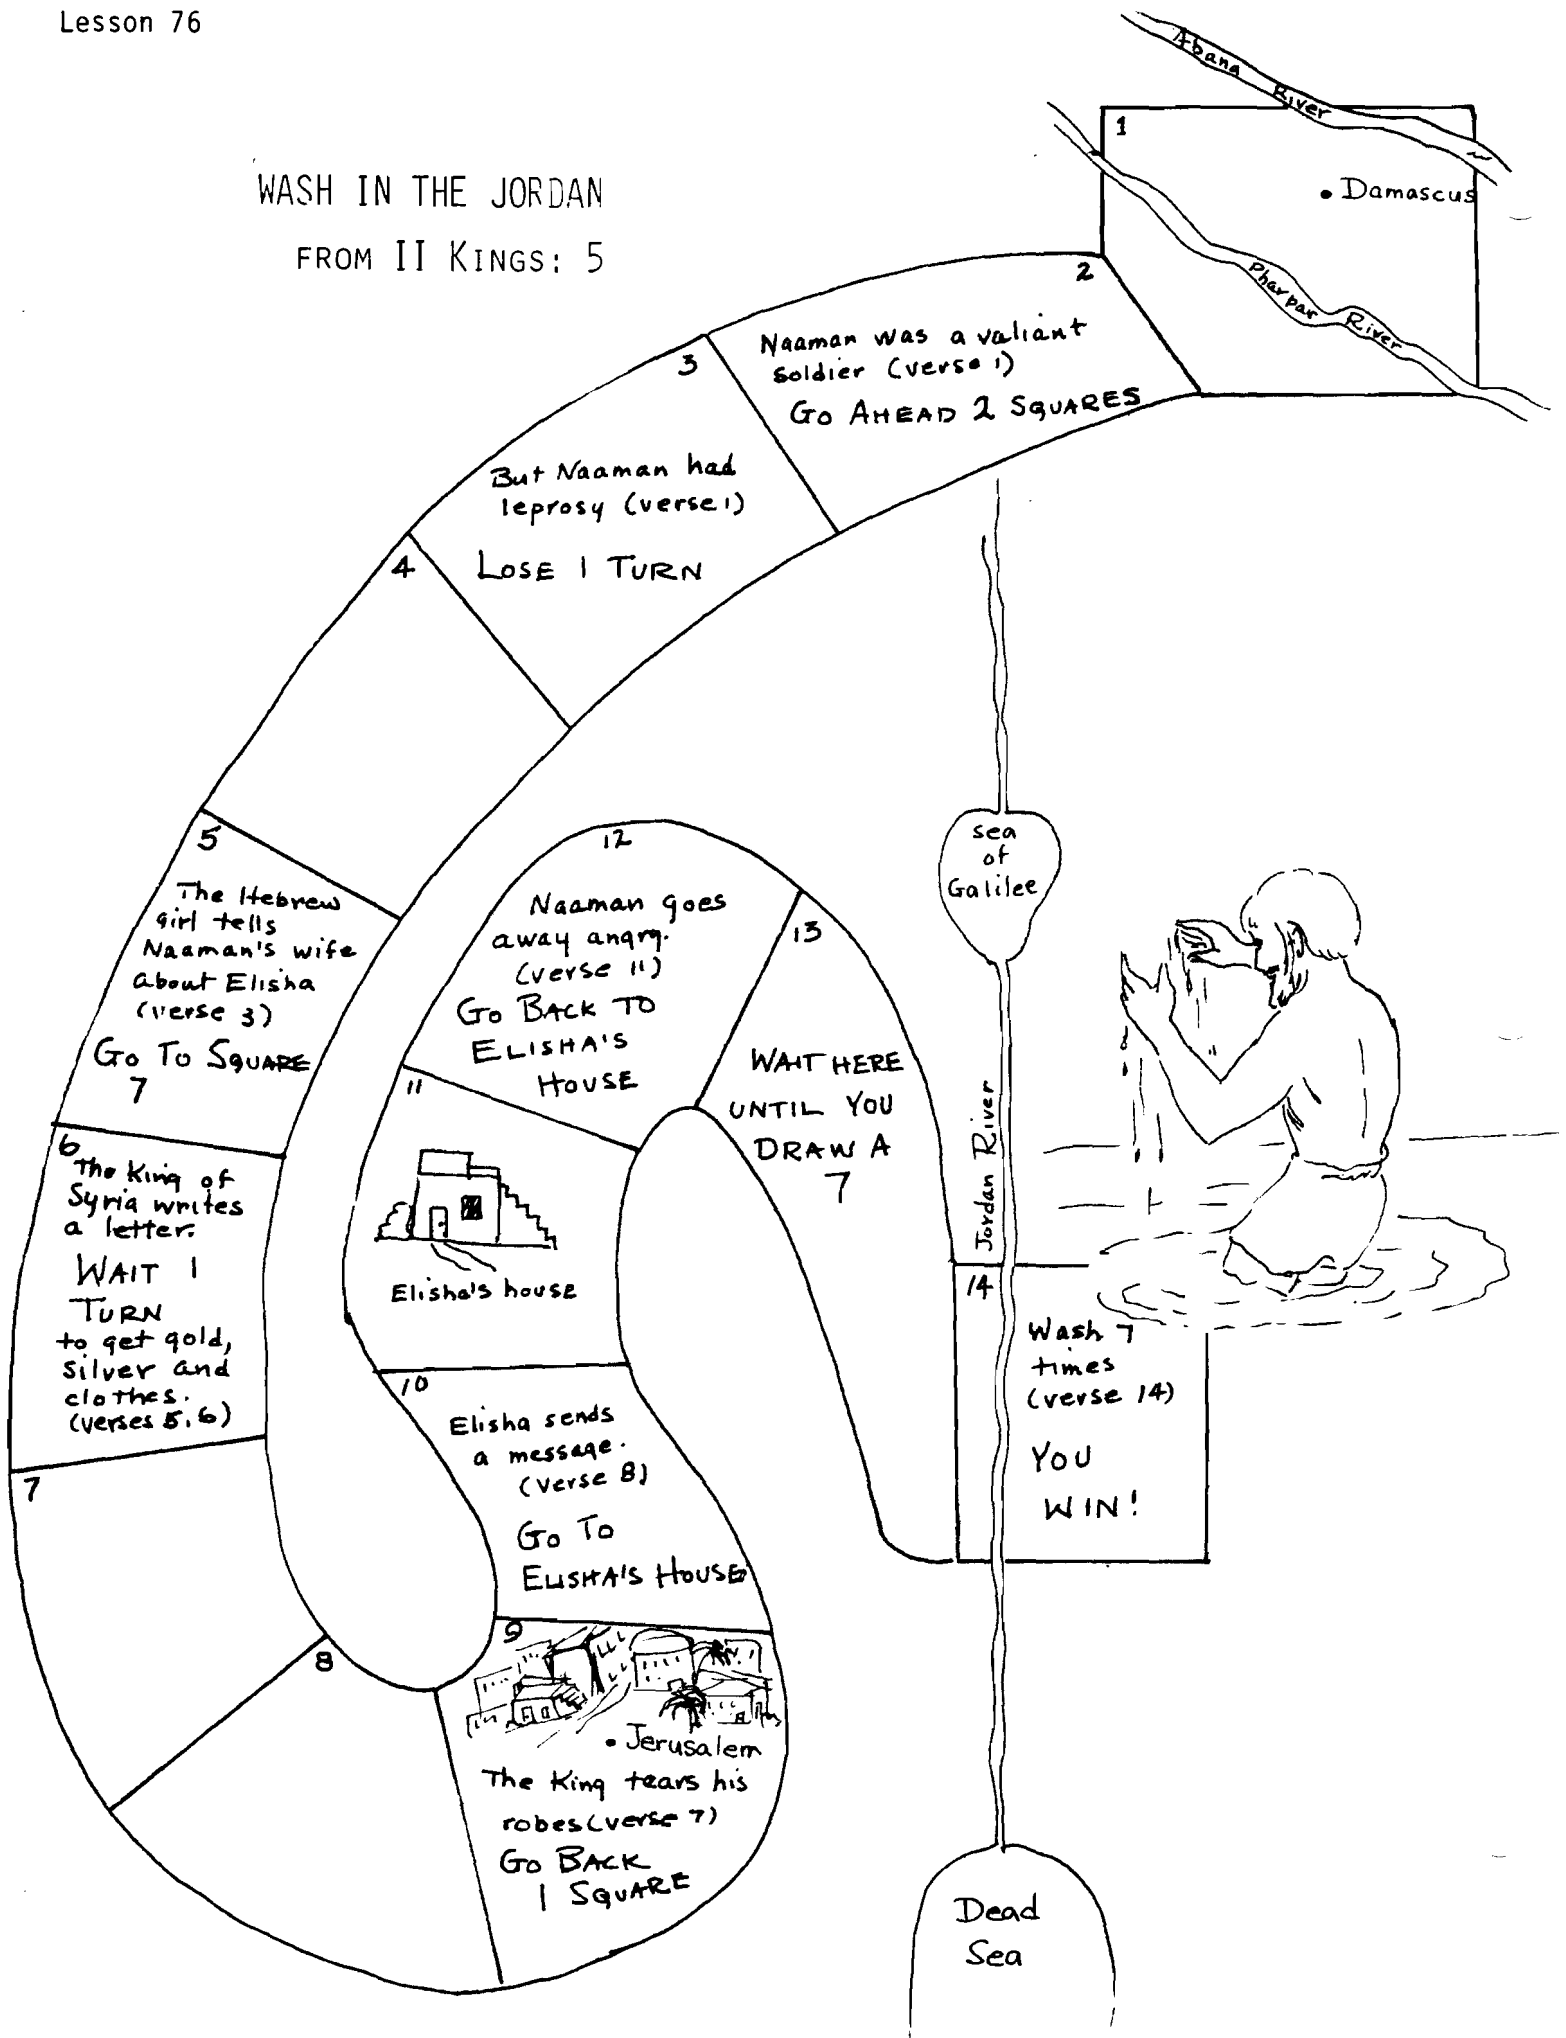 Lesson 76
WASH IN THE JORDAN
FROM II KINGS: 5
Abana River
1
Damascus
Pharpar River
2
Naaman was a valiant
soldier (verse 1)
GO AHEAD 2 SQUARES
3
But Naaman had
leprosy (verse 1)
LOSE 1 TURN
4
5
The Hebrew
girl tells
Naaman's wife
about Elisha
(verse 3)
GO TO SQUARE
7
6
The King of
Syria writes
a letter.
WAIT 1
TURN
to get gold,
silver and
clothes.
(verses 5, 6)
7
8
9
Jerusalem
The King tears his
robes (verse 7)
GO BACK
1 SQUARE
10
Elisha sends
a message.
(verse 8)
GO TO
ELISHA'S HOUSE
11
Elisha's house
12
Naaman goes
away angry.
(verse 11)
GO BACK TO
ELISHA'S
HOUSE
13
WAIT HERE
UNTIL YOU
DRAW A
7
14
Wash 7
times
(verse 14)
YOU
WIN!
sea
of
Galilee
Jordan River
Dead
Sea